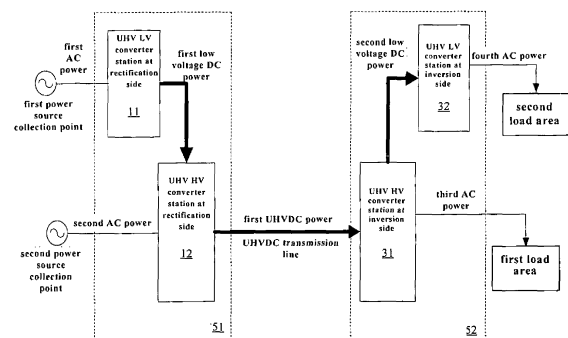 first
AC
power
first power
source
collection point
UHV LV
converter
station at
rectification
side
11
first low
voltage DC
power
second AC power
second power
source
collection
point
UHV HV
converter
station at
rectification
side
12
51
first UHVDC power
UHVDC transmission
line
second low
voltage DC
power
UHV LV
converter
station at
inversion
side
32
fourth AC power
second
load area
UHV HV
converter
station at
inversion
side
31
third AC
power
first load
area
52